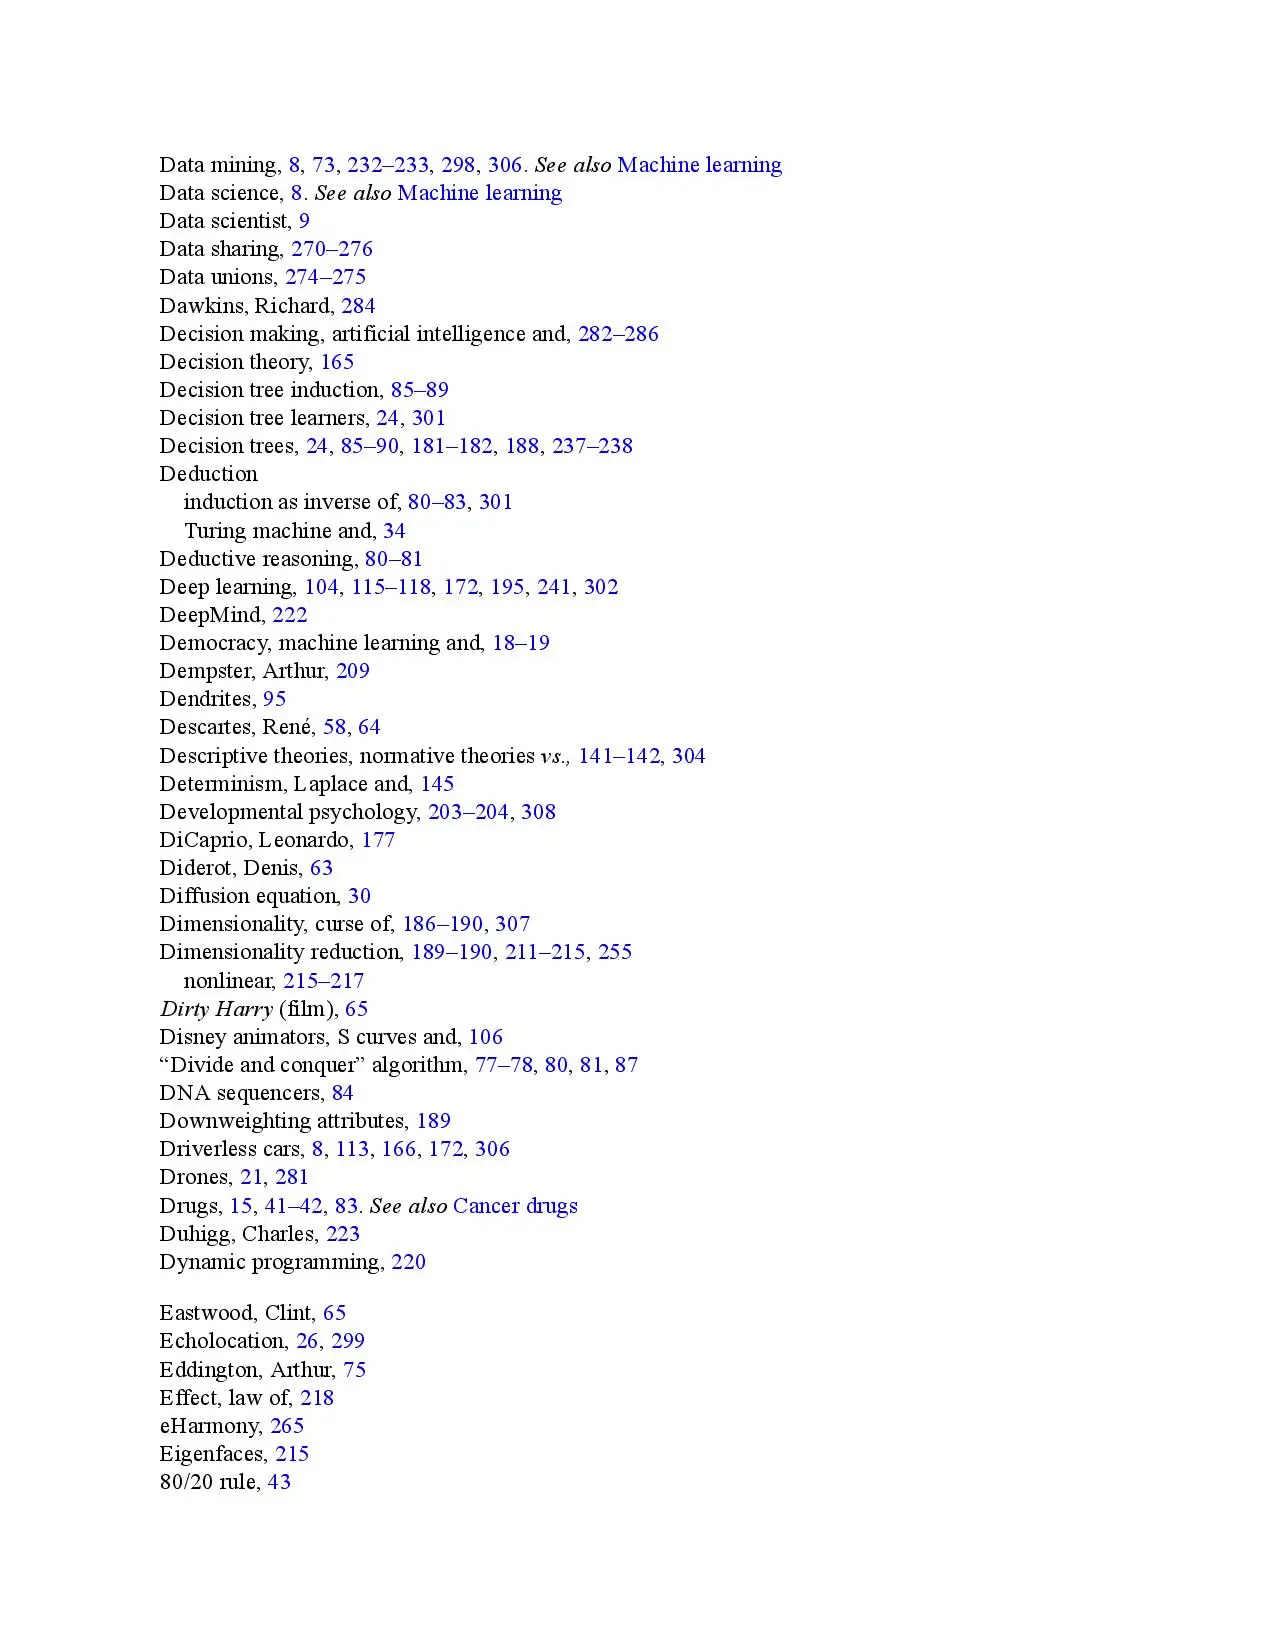 Data mining, 8, 73, 232–233, 298, 306. See also Machine learning
Data science, 8. See also Machine learning
Data scientist, 9
Data sharing, 270–276
Data unions, 274–275
Dawkins, Richard, 284
Decision making, artificial intelligence and, 282–286
Decision theory, 165
Decision tree induction, 85–89
Decision tree learners, 24, 301
Decision trees, 24, 85–90, 181–182, 188, 237–238
Deduction
induction as inverse of, 80–83, 301
Turing machine and, 34
Deductive reasoning, 80–81
Deep learning, 104, 115–118, 172, 195, 241, 302
DeepMind, 222
Democracy, machine learning and, 18–19
Dempster, Arthur, 209
Dendrites, 95
Descartes, René, 58, 64
Descriptive theories, normative theories vs., 141–142, 304
Determinism, Laplace and, 145
Developmental psychology, 203–204, 308
DiCaprio, Leonardo, 177
Diderot, Denis, 63
Diffusion equation, 30
Dimensionality, curse of, 186–190, 307
Dimensionality reduction, 189–190, 211–215, 255
nonlinear, 215–217
Dirty Harry (film), 65
Disney animators, S curves and, 106
“Divide and conquer” algorithm, 77–78, 80, 81, 87
DNA sequencers, 84
Downweighting attributes, 189
Driverless cars, 8, 113, 166, 172, 306
Drones, 21, 281
Drugs, 15, 41–42, 83. See also Cancer drugs
Duhigg, Charles, 223
Dynamic programming, 220
Eastwood, Clint, 65
Echolocation, 26, 299
Eddington, Arthur, 75
Effect, law of, 218
eHarmony, 265
Eigenfaces, 215
80/20 rule, 43